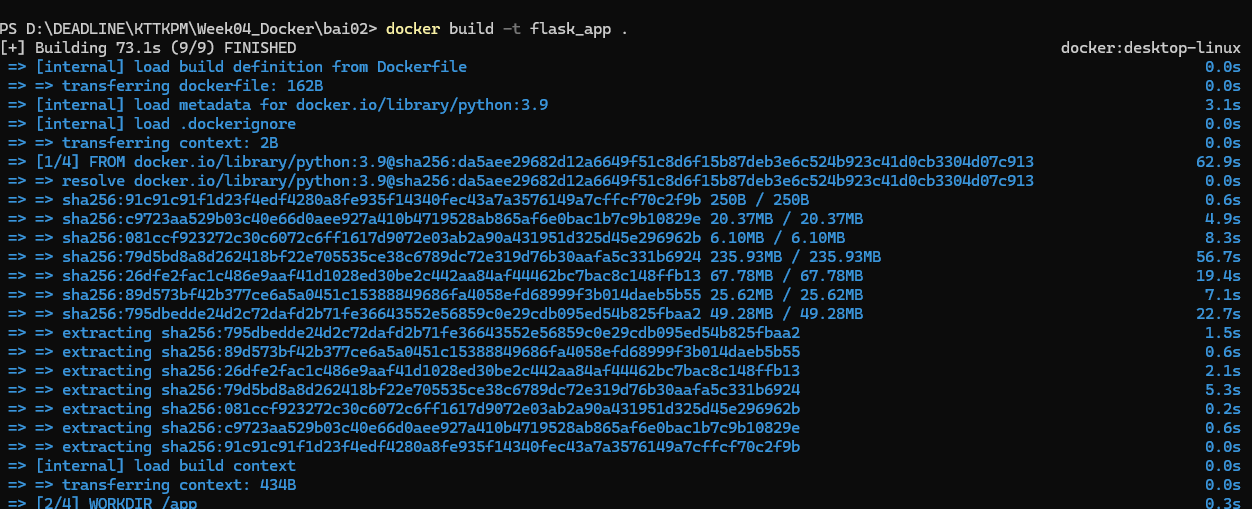 PS D:\DEADLINE\KTTKPM\Week04_Docker\bai02> docker build -t flask_app .
[+] Building 73.1s (9/9) FINISHED docker:desktop-linux
=> [internal] load build definition from Dockerfile 0.0s
=> => transferring dockerfile: 162B 0.0s
=> [internal] load metadata for docker.io/library/python:3.9 3.1s
=> [internal] load .dockerignore 0.0s
=> => transferring context: 2B 0.0s
=> [1/4] FROM docker.io/library/python:3.9@sha256:da5aee29682d12a6649f51c8d6f15b87deb3e6c524b923c41d0cb3304d07c913 62.9s
=> => resolve docker.io/library/python:3.9@sha256:da5aee29682d12a6649f51c8d6f15b87deb3e6c524b923c41d0cb3304d07c913 0.0s
=> => sha256:91c91c91f1d23f4edf4280a8fe935f14340fec43a7a3576149a7cffcf70c2f9b 250B / 250B 0.6s
=> => sha256:c9723aa529b03c40e66d0aee927a410b4719528ab865af6e0bac1b7c9b10829e 20.37MB / 20.37MB 4.9s
=> => sha256:081ccf923272c30c6072c6ff1617d9072e03ab2a90a431951d325d45e296962b 6.10MB / 6.10MB 8.3s
=> => sha256:79d5bd8a8d262418bf22e705535ce38c6789dc72e319d76b30aafa5c331b6924 235.93MB / 235.93MB 56.7s
=> => sha256:26dfe2fac1c486e9aaf41d1028ed30be2c442aa84af44462bc7bac8c148ffb13 67.78MB / 67.78MB 19.4s
=> => sha256:89d573bf42b377ce6a5a0451c15388849686fa4058efd68999f3b014daeb5b55 25.62MB / 25.62MB 7.1s
=> => sha256:795dbedde24d2c72dafd2b71fe36643552e56859c0e29cdb095ed54b825fbaa2 49.28MB / 49.28MB 22.7s
=> => extracting sha256:795dbedde24d2c72dafd2b71fe36643552e56859c0e29cdb095ed54b825fbaa2 1.5s
=> => extracting sha256:89d573bf42b377ce6a5a0451c15388849686fa4058efd68999f3b014daeb5b55 0.6s
=> => extracting sha256:26dfe2fac1c486e9aaf41d1028ed30be2c442aa84af44462bc7bac8c148ffb13 2.1s
=> => extracting sha256:79d5bd8a8d262418bf22e705535ce38c6789dc72e319d76b30aafa5c331b6924 5.3s
=> => extracting sha256:081ccf923272c30c6072c6ff1617d9072e03ab2a90a431951d325d45e296962b 0.2s
=> => extracting sha256:c9723aa529b03c40e66d0aee927a410b4719528ab865af6e0bac1b7c9b10829e 0.6s
=> => extracting sha256:91c91c91f1d23f4edf4280a8fe935f14340fec43a7a3576149a7cffcf70c2f9b 0.0s
=> [internal] load build context 0.0s
=> => transferring context: 434B 0.0s
=> [2/4] WORKDIR /app 0.3s